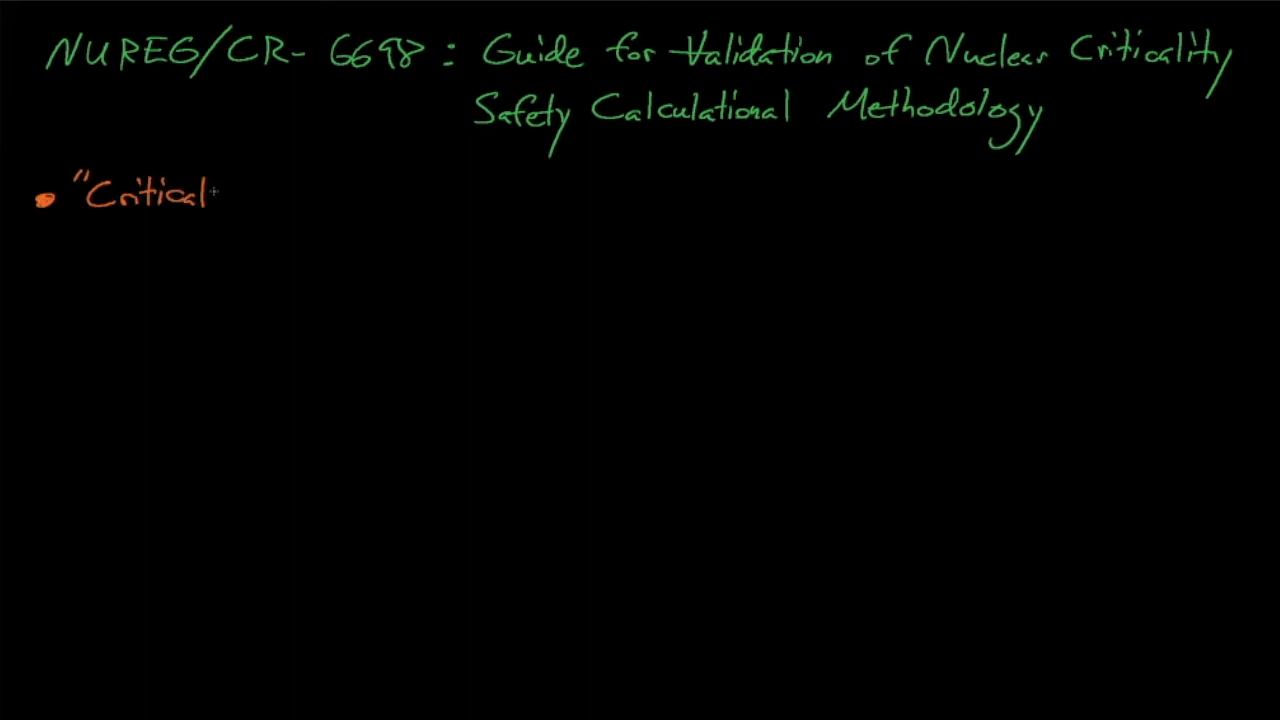 NUREG/CR-6698: Guide for Validation of Nuclear Criticality
Safety Calculational Methodology
• "Critical